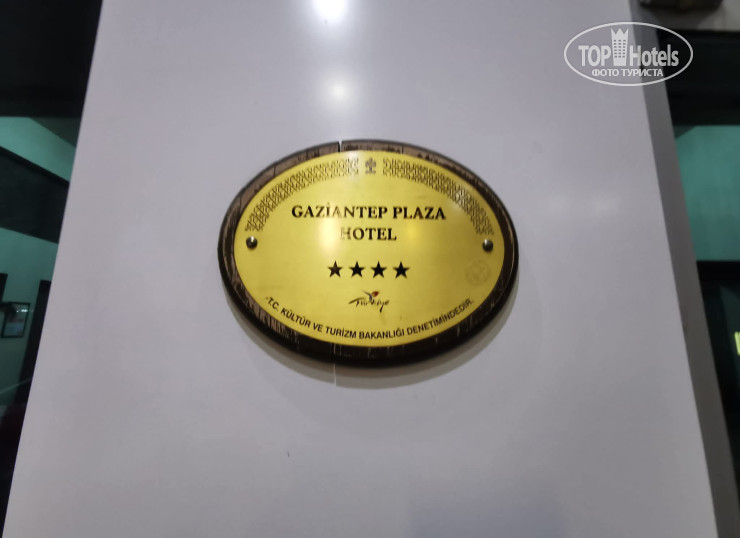 TOP Hotels
ФОТО ТУРИСТА
GAZİANTEP PLAZA
HOTEL
Türkiye
T.C. KÜLTÜR VE TURİZM BAKANLIĞI DENETİMİNDEDİR.